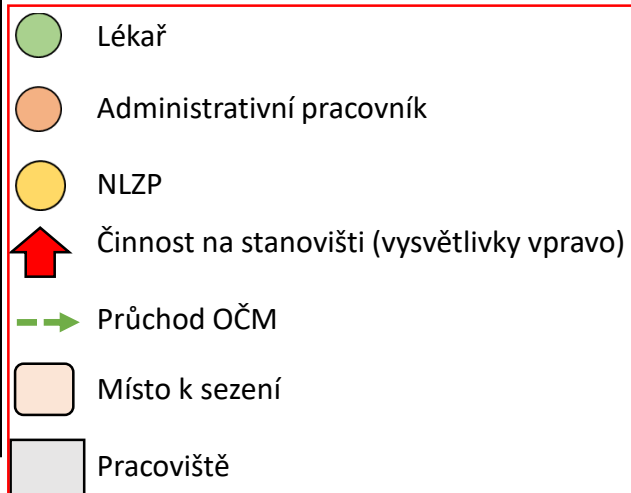 Lékař
Administrativní pracovník
NLZP
Činnost na stanovišti (vysvětlivky vpravo)
Průchod OČM
Místo k sezení
Pracoviště